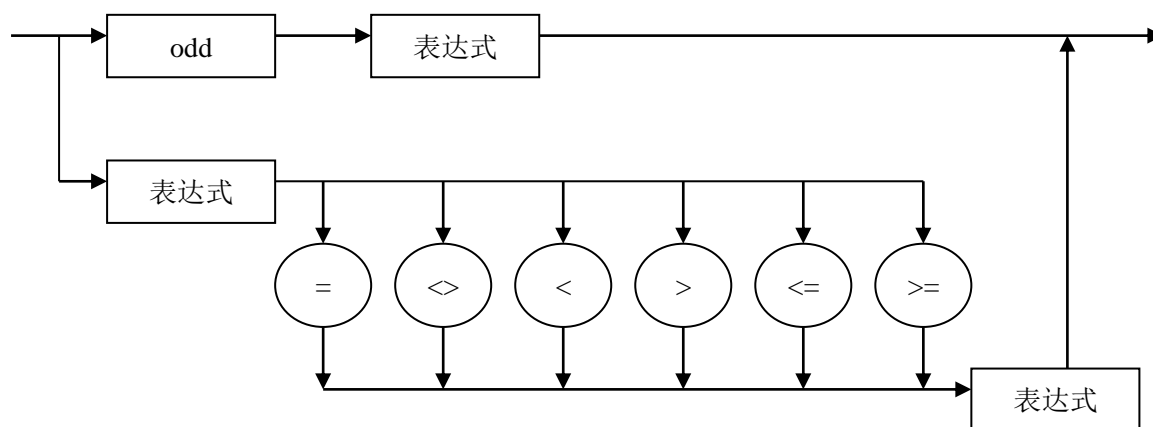 odd
表达式
表达式
=
<>
<
>
<=
>=
表达式